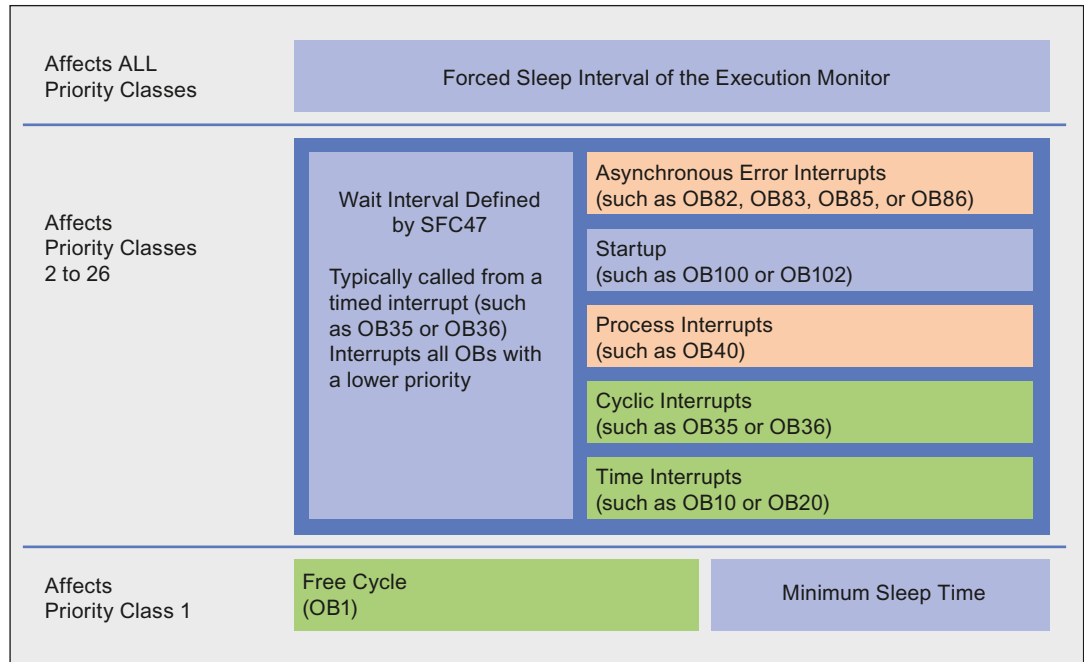 Affects ALL
Priority Classes
Forced Sleep Interval of the Execution Monitor
Affects
Priority Classes
2 to 26
Wait Interval Defined
by SFC47
Typically called from a
timed interrupt (such
as OB35 or OB36)
Interrupts all OBs with
a lower priority
Asynchronous Error Interrupts
(such as OB82, OB83, OB85, or OB86)
Startup
(such as OB100 or OB102)
Process Interrupts
(such as OB40)
Cyclic Interrupts
(such as OB35 or OB36)
Time Interrupts
(such as OB10 or OB20)
Affects
Priority Class 1
Free Cycle
(OB1)
Minimum Sleep Time